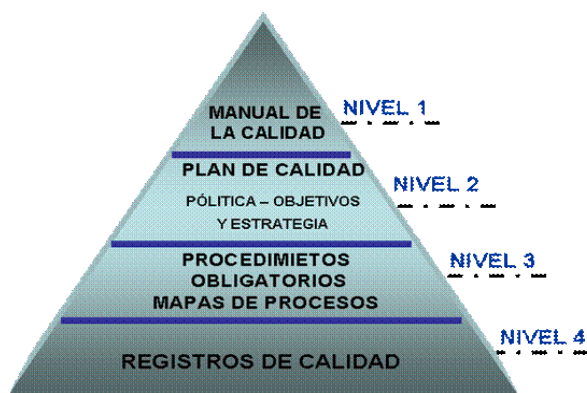 MANUAL DE
LA CALIDAD
NIVEL 1
PLAN DE CALIDAD
PÓLITICA – OBJETIVOS
Y ESTRATEGIA
NIVEL 2
PROCEDIMIETOS
OBLIGATORIOS
MAPAS DE PROCESOS
NIVEL 3
REGISTROS DE CALIDAD
NIVEL 4